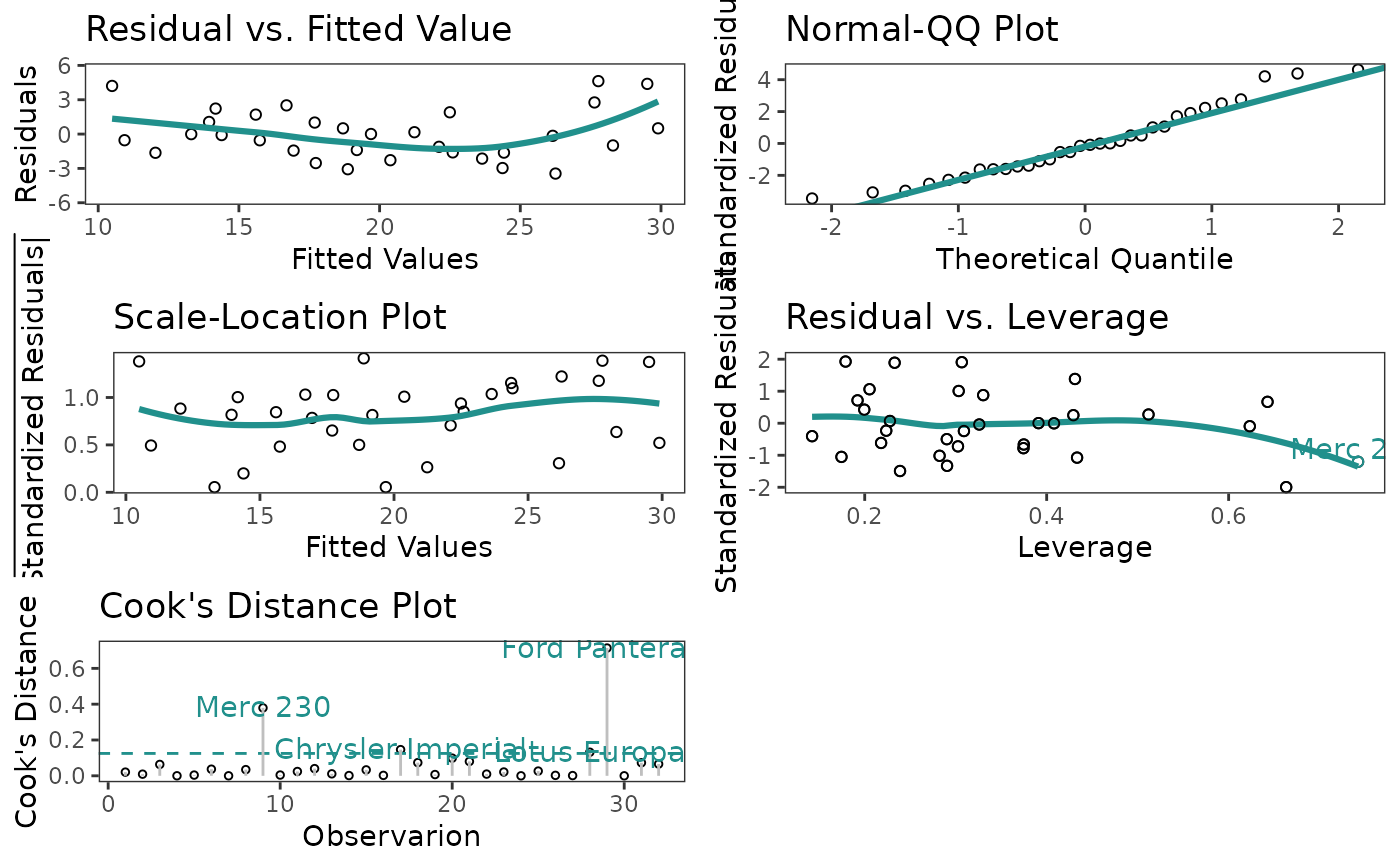 Residual vs. Fitted Value
Residuals
6
3
0
-3
-6
10 15 20 25 30
Fitted Values
Normal-QQ Plot
4
2
0
-2
-2 -1 0 1 2
Theoretical Quantile
Scale-Location Plot
Standardized Residuals|
1.0
0.5
0.0
10 15 20 25 30
Fitted Values
Residual vs. Leverage
Standardized
2
1
0
-1
-2
Merc 2
0.2 0.4 0.6
Leverage
Cook's Distance Plot
Cook's Distance
0.6
0.4
0.2
0.0
Ford Pantera
Merc 230
Chrysler Imperial
Lotus Europa
0 10 20 30
Observarion